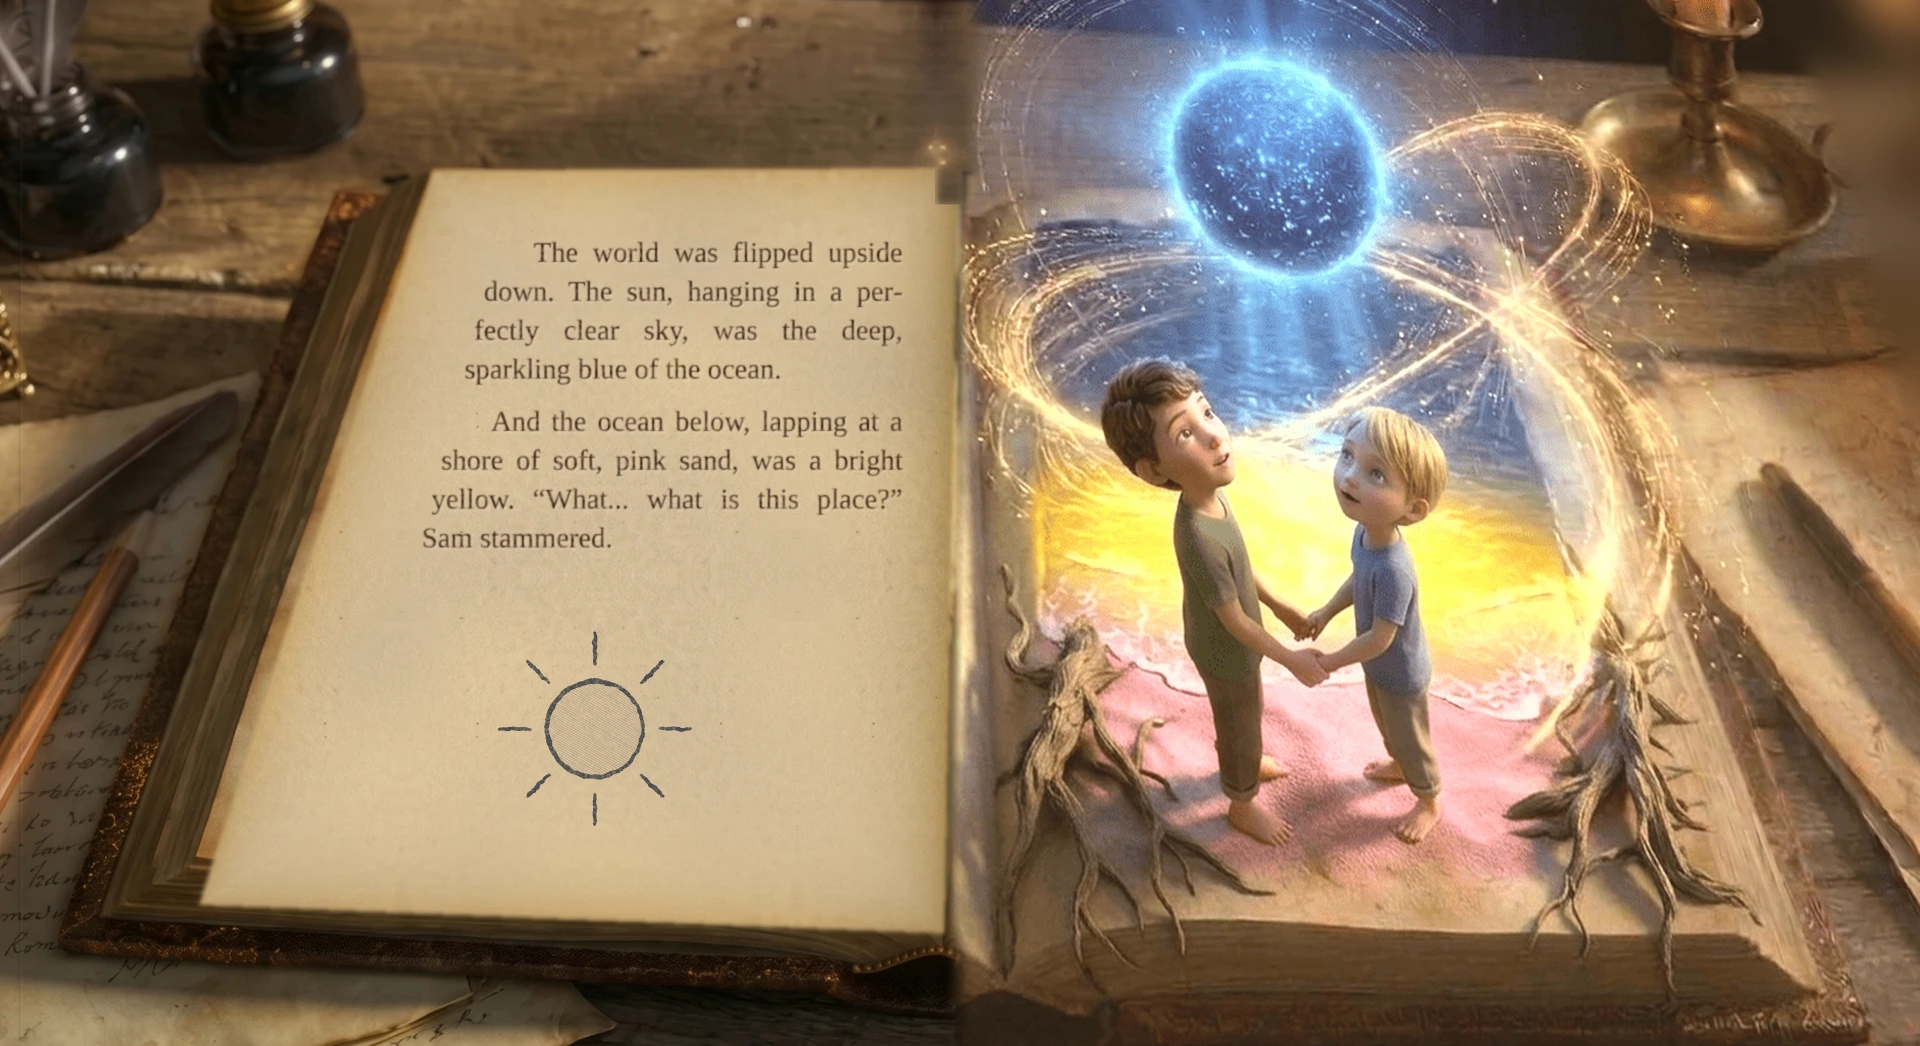 The world was flipped upside
down. The sun, hanging in a per-
fectly clear sky, was the deep,
sparkling blue of the ocean.
And the ocean below, lapping at a
shore of soft, pink sand, was a bright
yellow. “What... what is this place?”
Sam stammered.